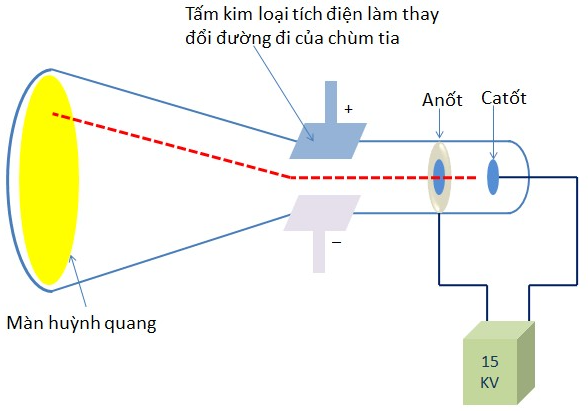 Tấm kim loại tích điện làm thay
đổi đường đi của chùm tia
+
Anốt
Catốt
–
Màn huỳnh quang
15
KV